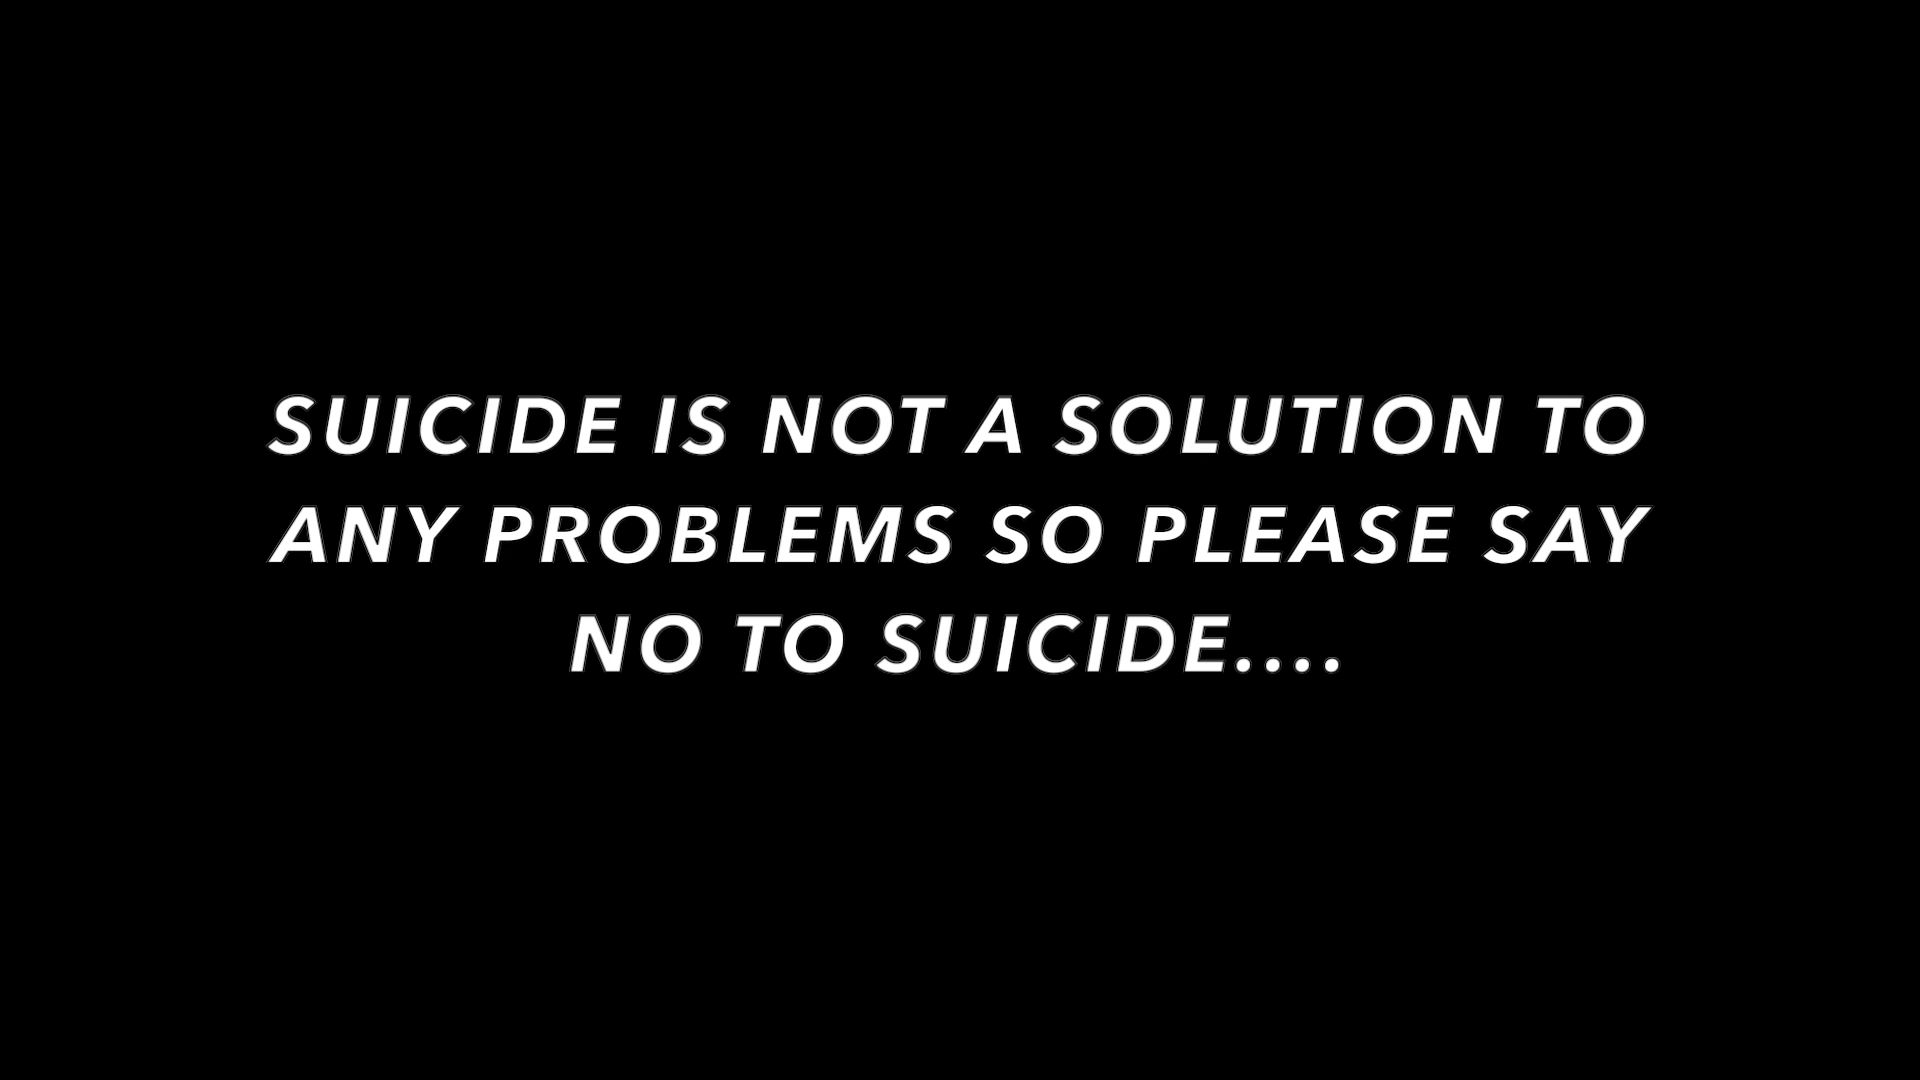 SUICIDE IS NOT A SOLUTION TO
ANY PROBLEMS SO PLEASE SAY
NO TO SUICIDE....